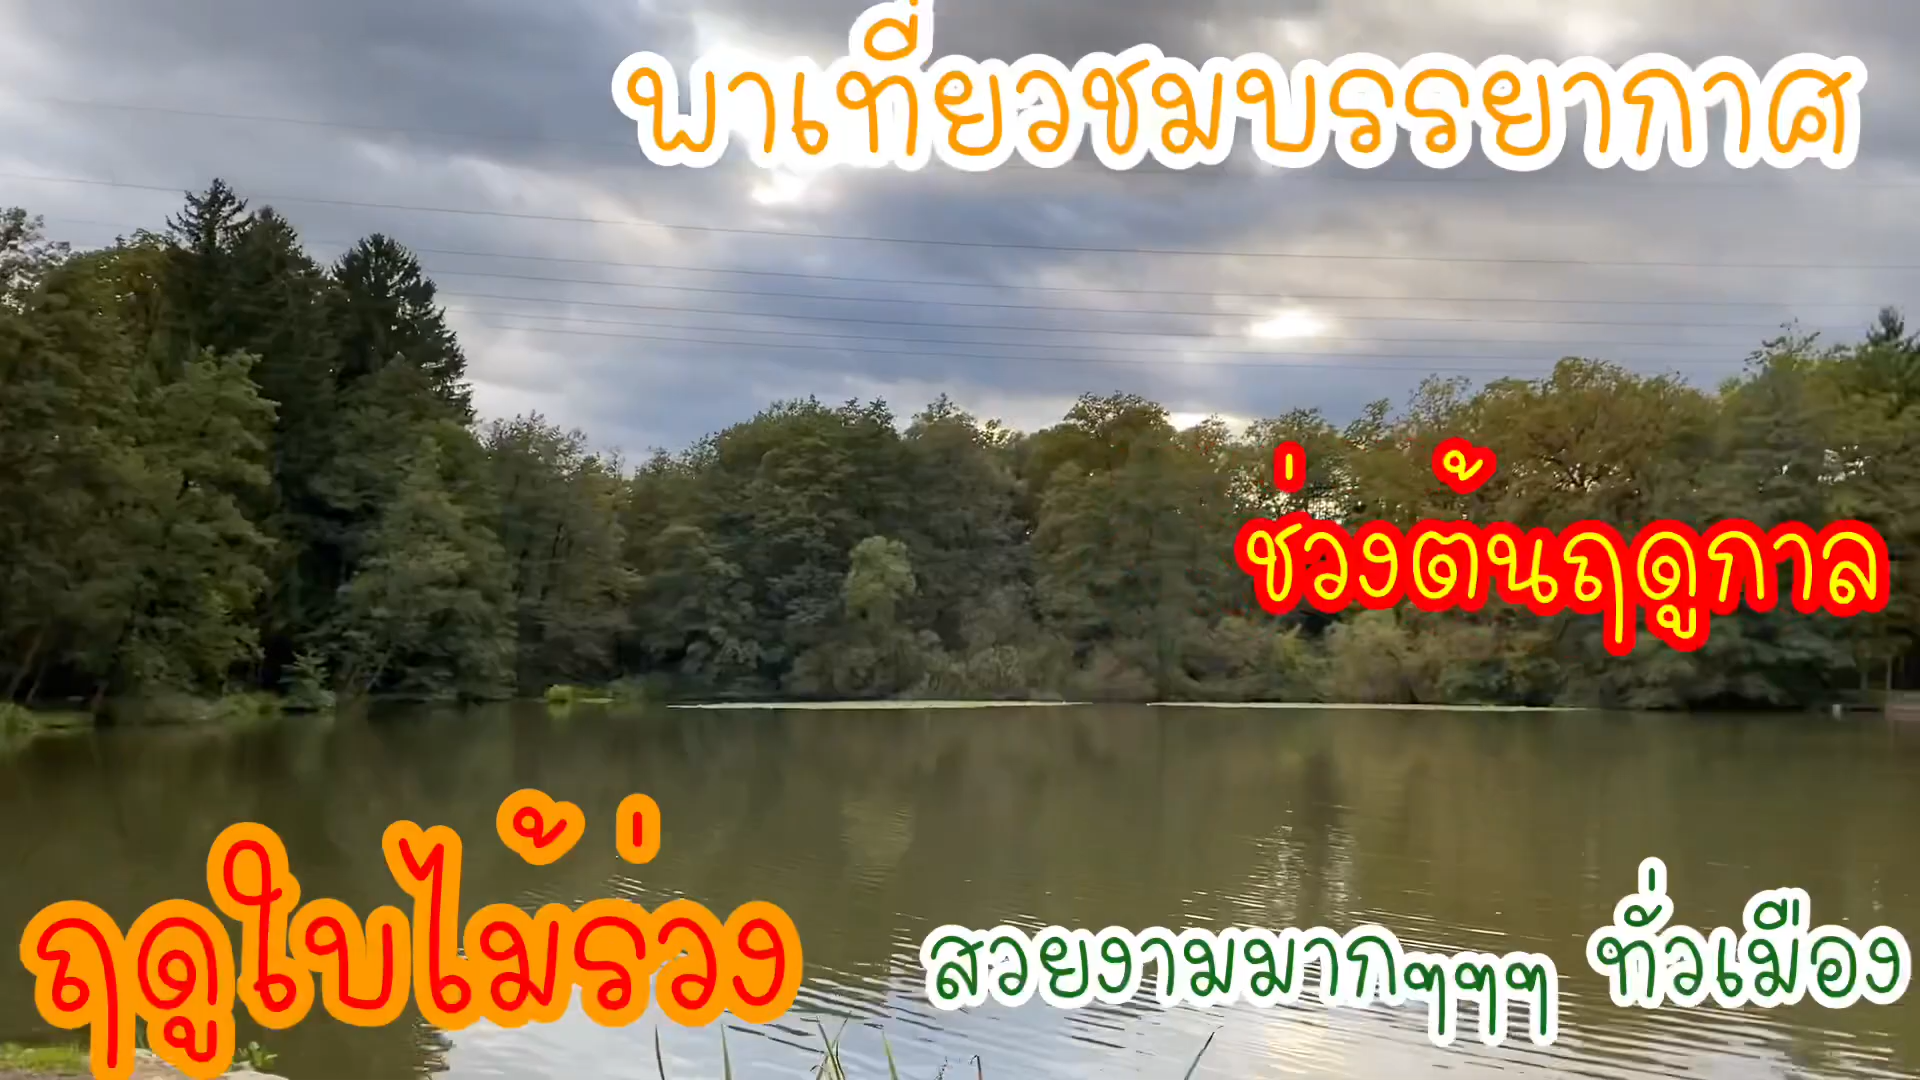 พาเที่ยวชมบรรยากาศ
ช่วงต้นฤดูกาล
ฤดูใบไม้ร่วง
สวยงามมากๆๆๆ ทั่วเมือง